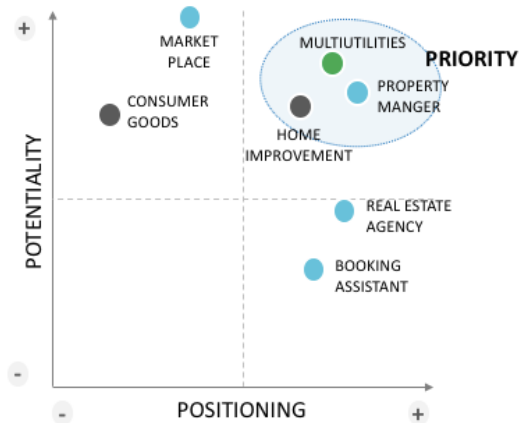 +
MARKET
PLACE
MULTIUTILITIES
PRIORITY
CONSUMER
GOODS
PROPERTY
MANGER
HOME
IMPROVEMENT
POTENTIALITY
REAL ESTATE
AGENCY
BOOKING
ASSISTANT
-
-
POSITIONING
+